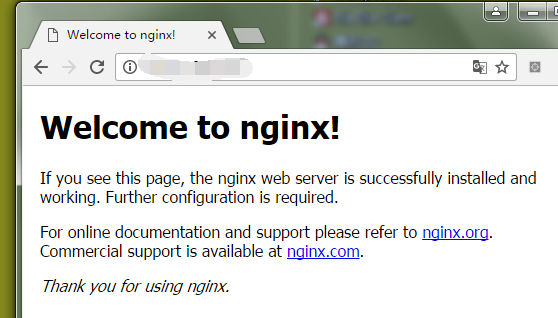 Welcome to nginx!
Welcome to nginx!
If you see this page, the nginx web server is successfully installed and
working. Further configuration is required.
For online documentation and support please refer to nginx.org.
Commercial support is available at nginx.com.
Thank you for using nginx.